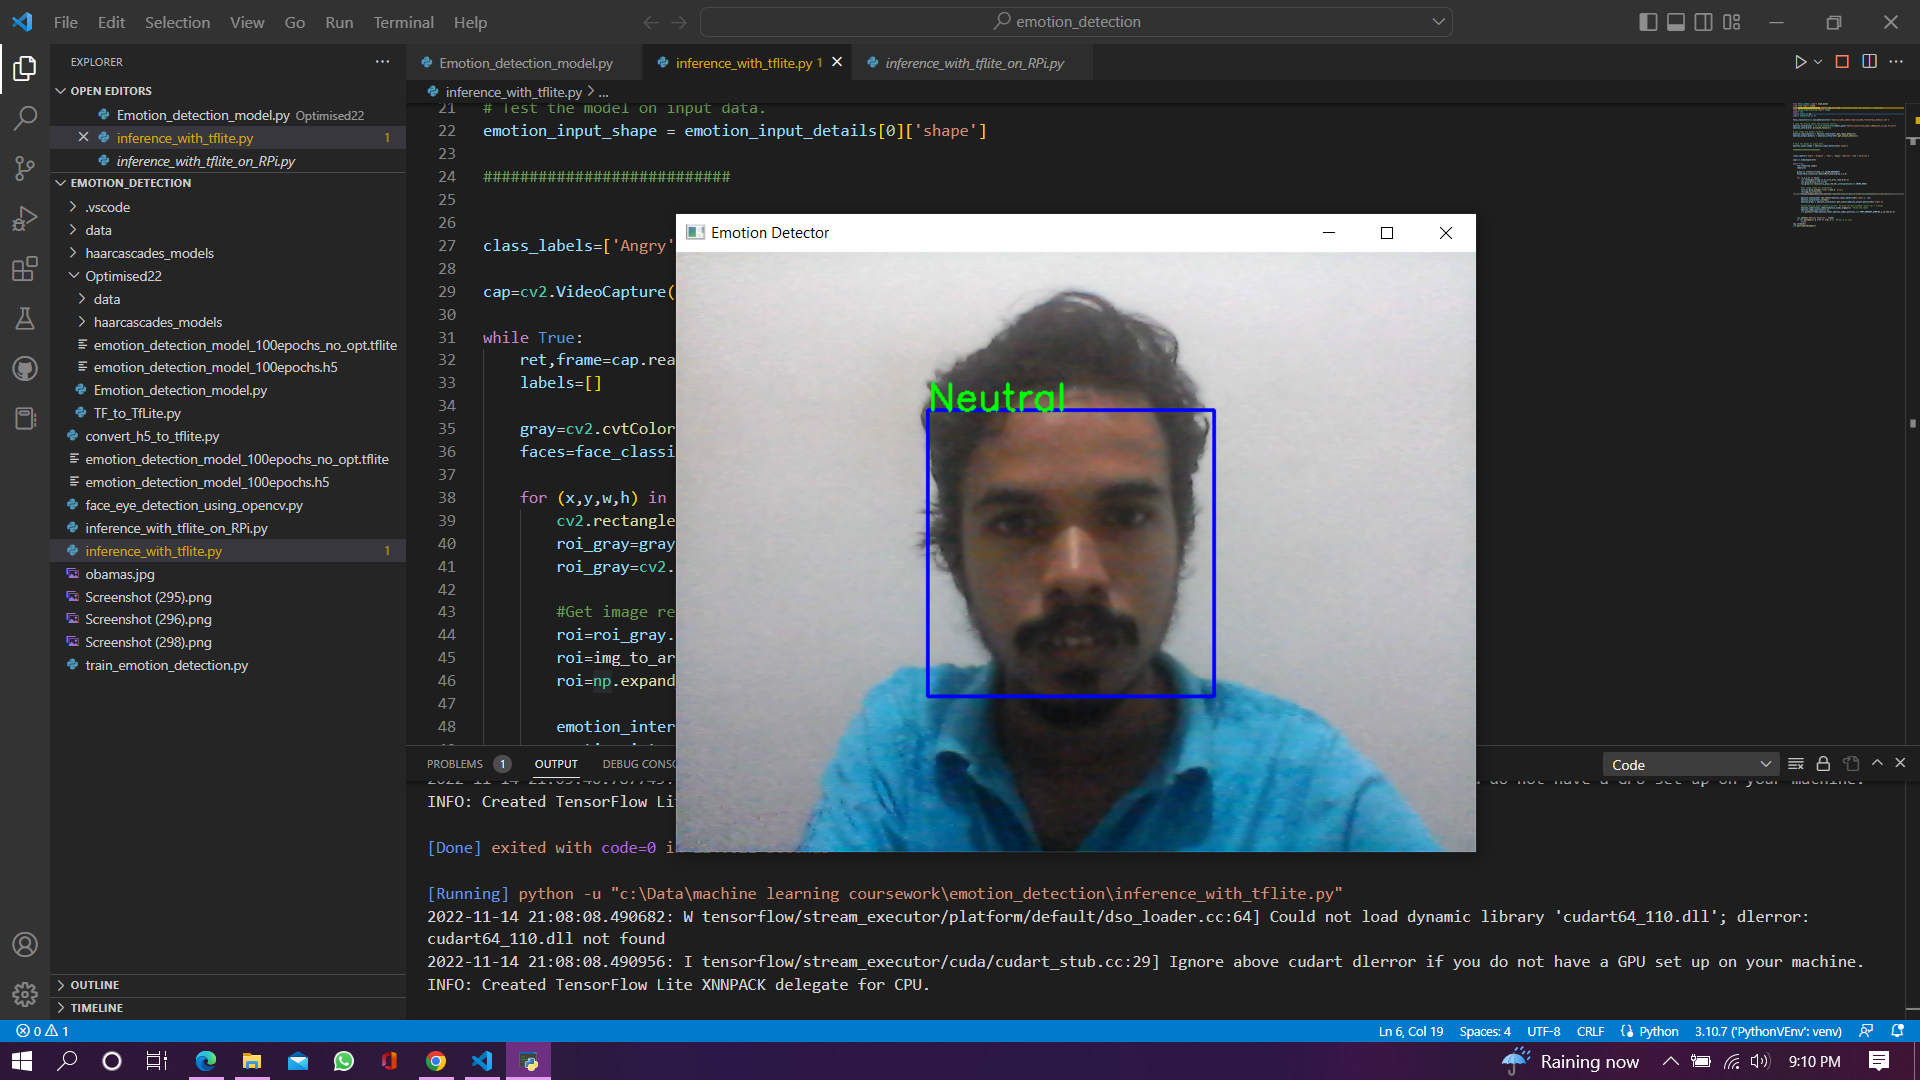 File Edit Selection View Go Run Terminal Help
emotion_detection
EXPLORER
OPEN EDITORS
Emotion_detection_model.py Optimised22
inference_with_tflite.py 1
inference_with_tflite_on_RPi.py
EMOTION_DETECTION
.vscode
data
haarcascades_models
Optimised22
data
haarcascades_models
emotion_detection_model_100epochs_no_opt.tflite
emotion_detection_model_100epochs.h5
Emotion_detection_model.py
TF_to_TfLite.py
convert_h5_to_tflite.py
emotion_detection_model_100epochs_no_opt.tflite
emotion_detection_model_100epochs.h5
face_eye_detection_using_opencv.py
inference_with_tflite_on_RPi.py
inference_with_tflite.py 1
obamas.jpg
Screenshot (295).png
Screenshot (296).png
Screenshot (298).png
train_emotion_detection.py
OUTLINE
TIMELINE
Emotion_detection_model.py
inference_with_tflite.py 1
inference_with_tflite_on_RPi.py
inference_with_tflite.py > ...
21 # Test the model on input data.
22 emotion_input_shape = emotion_input_details[0]['shape']
23
24 ###########################
25
26
27 class_labels=['Angry'
28
29 cap=cv2.VideoCapture(
30
31 while True:
32 ret,frame=cap.rea
33 labels=[]
34
35 gray=cv2.cvtColor
36 faces=face_classi
37
38 for (x,y,w,h) in
39 cv2.rectangle
40 roi_gray=gray
41 roi_gray=cv2.
42
43 #Get image re
44 roi=roi_gray.
45 roi=img_to_ar
46 roi=np.expand
47
48 emotion_inter
Emotion Detector
Neutral
PROBLEMS 1 OUTPUT DEBUG CONSO
Code
do not have a GPU set up on your machine.
INFO: Created TensorFlow Lit
[Done] exited with code=0 i
[Running] python -u "c:\Data\machine learning coursework\emotion_detection\inference_with_tflite.py"
2022-11-14 21:08:08.490682: W tensorflow/stream_executor/platform/default/dso_loader.cc:64] Could not load dynamic library 'cudart64_110.dll'; dlerror:
cudart64_110.dll not found
2022-11-14 21:08:08.490956: I tensorflow/stream_executor/cuda/cudart_stub.cc:29] Ignore above cudart dlerror if you do not have a GPU set up on your machine.
INFO: Created TensorFlow Lite XNNPACK delegate for CPU.
0 1
Ln 6, Col 19 Spaces: 4 UTF-8 CRLF Python 3.10.7 ('PythonVEnv': venv)
Raining now 9:10 PM